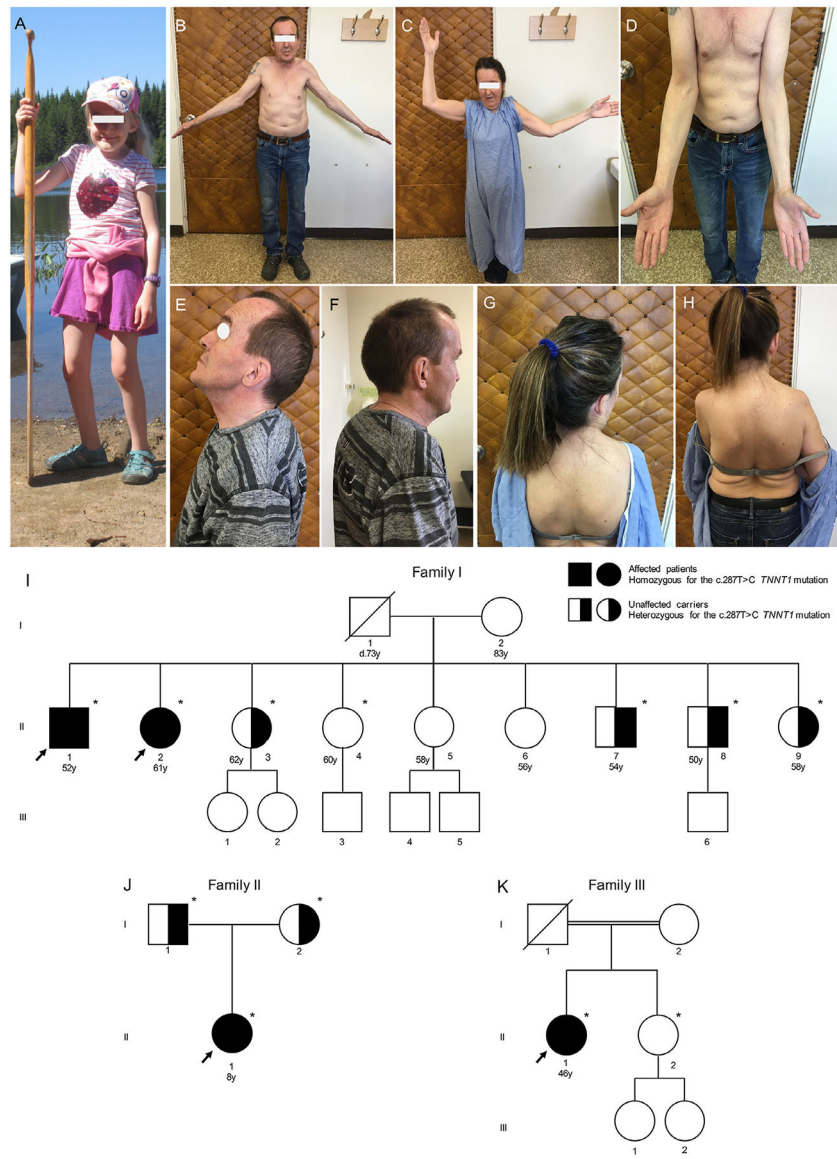 A
B
C
D
E
F
G
H
I
Family I
Affected patients
Homozygous for the c.287T>C TNNT1 mutation
Unaffected carriers
Heterozygous for the c.287T>C TNNT1 mutation
I
1
d.73y
2
83y
II
*
1
52y
*
2
61y
*
62y
3
*
60y
4
58y
5
6
56y
*
7
54y
*
50y
8
*
9
58y
III
1
2
3
4
5
6
J
Family II
I
*
1
*
2
II
*
1
8y
K
Family III
I
1
2
II
*
1
46y
*
2
III
1
2